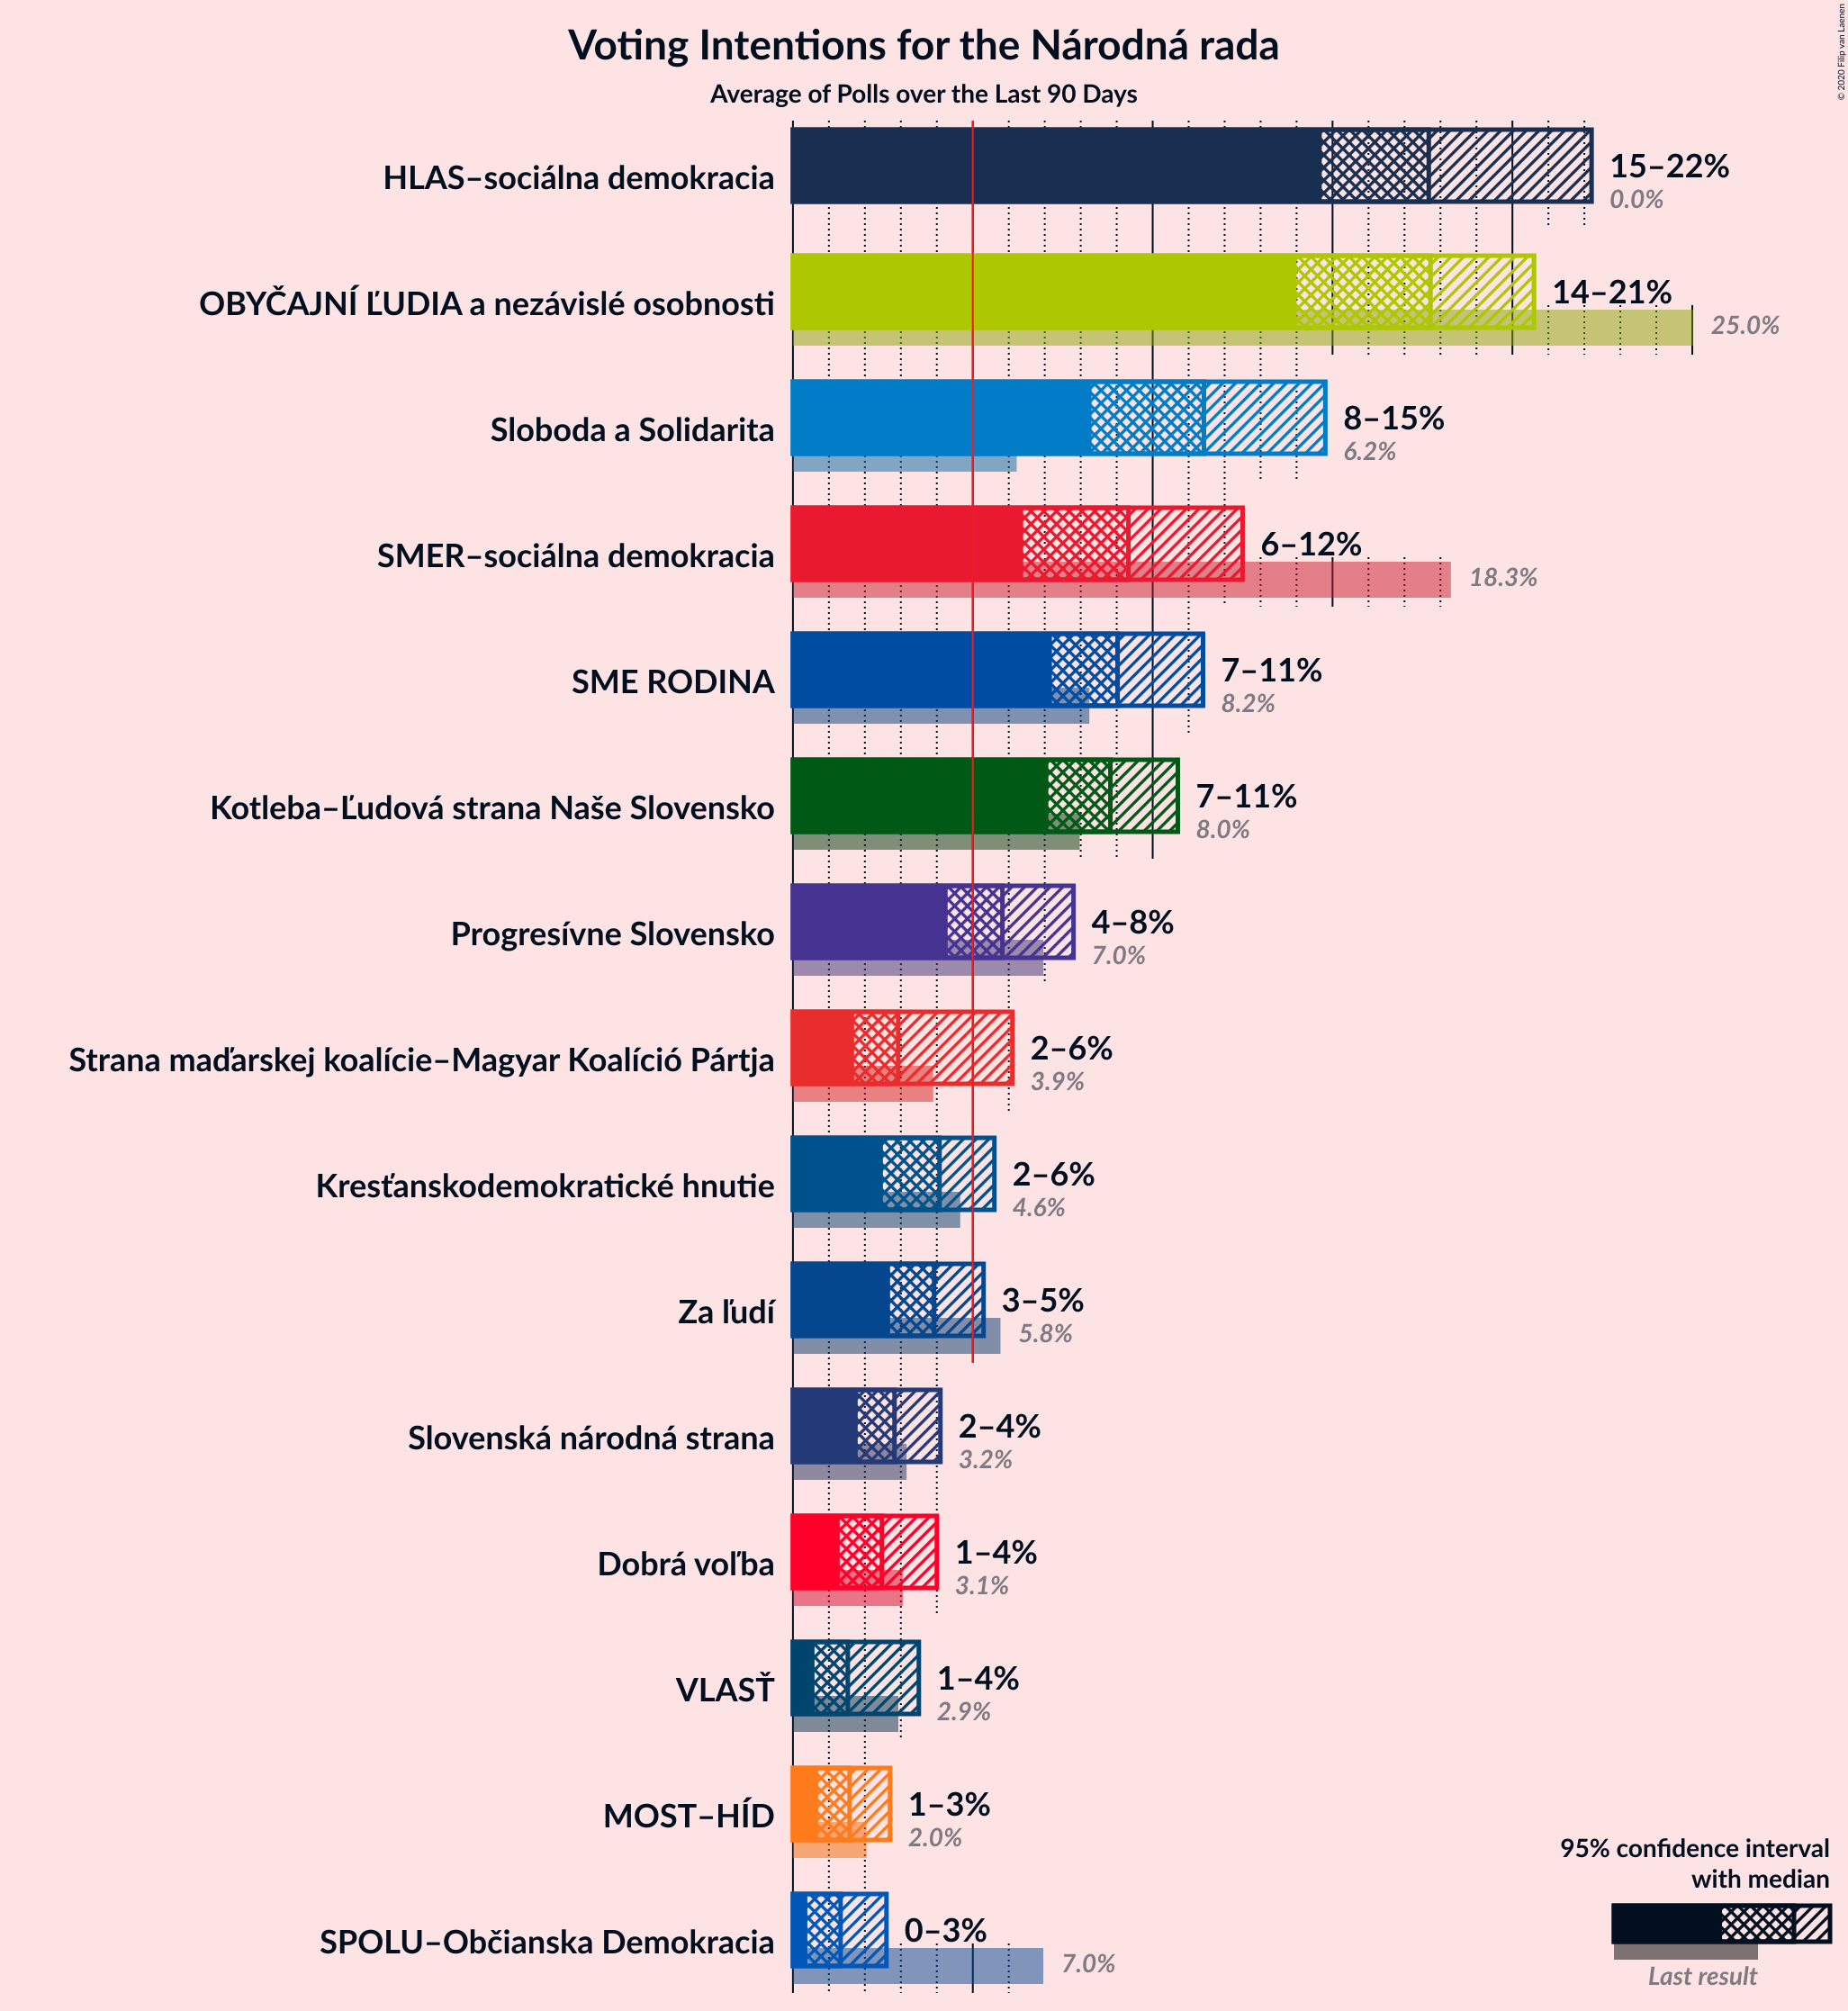 Voting Intentions for the Národná rada
Average of Polls over the Last 90 Days
© 2020 Filip van Laenen
HLAS–sociálna demokracia
15–22%
0.0%
OBYČAJNÍ ĽUDIA a nezávislé osobnosti
14–21%
25.0%
Sloboda a Solidarita
8–15%
6.2%
SMER–sociálna demokracia
6–12%
18.3%
SME RODINA
7–11%
8.2%
Kotleba–Ľudová strana Naše Slovensko
7–11%
8.0%
Progresívne Slovensko
4–8%
7.0%
Strana maďarskej koalície–Magyar Koalíció Pártja
2–6%
3.9%
Kresťanskodemokratické hnutie
2–6%
4.6%
Za ľudí
3–5%
5.8%
Slovenská národná strana
2–4%
3.2%
Dobrá voľba
1–4%
3.1%
VLASŤ
1–4%
2.9%
MOST–HÍD
1–3%
2.0%
SPOLU–Občianska Demokracia
0–3%
7.0%
95% confidence interval
with median
Last result